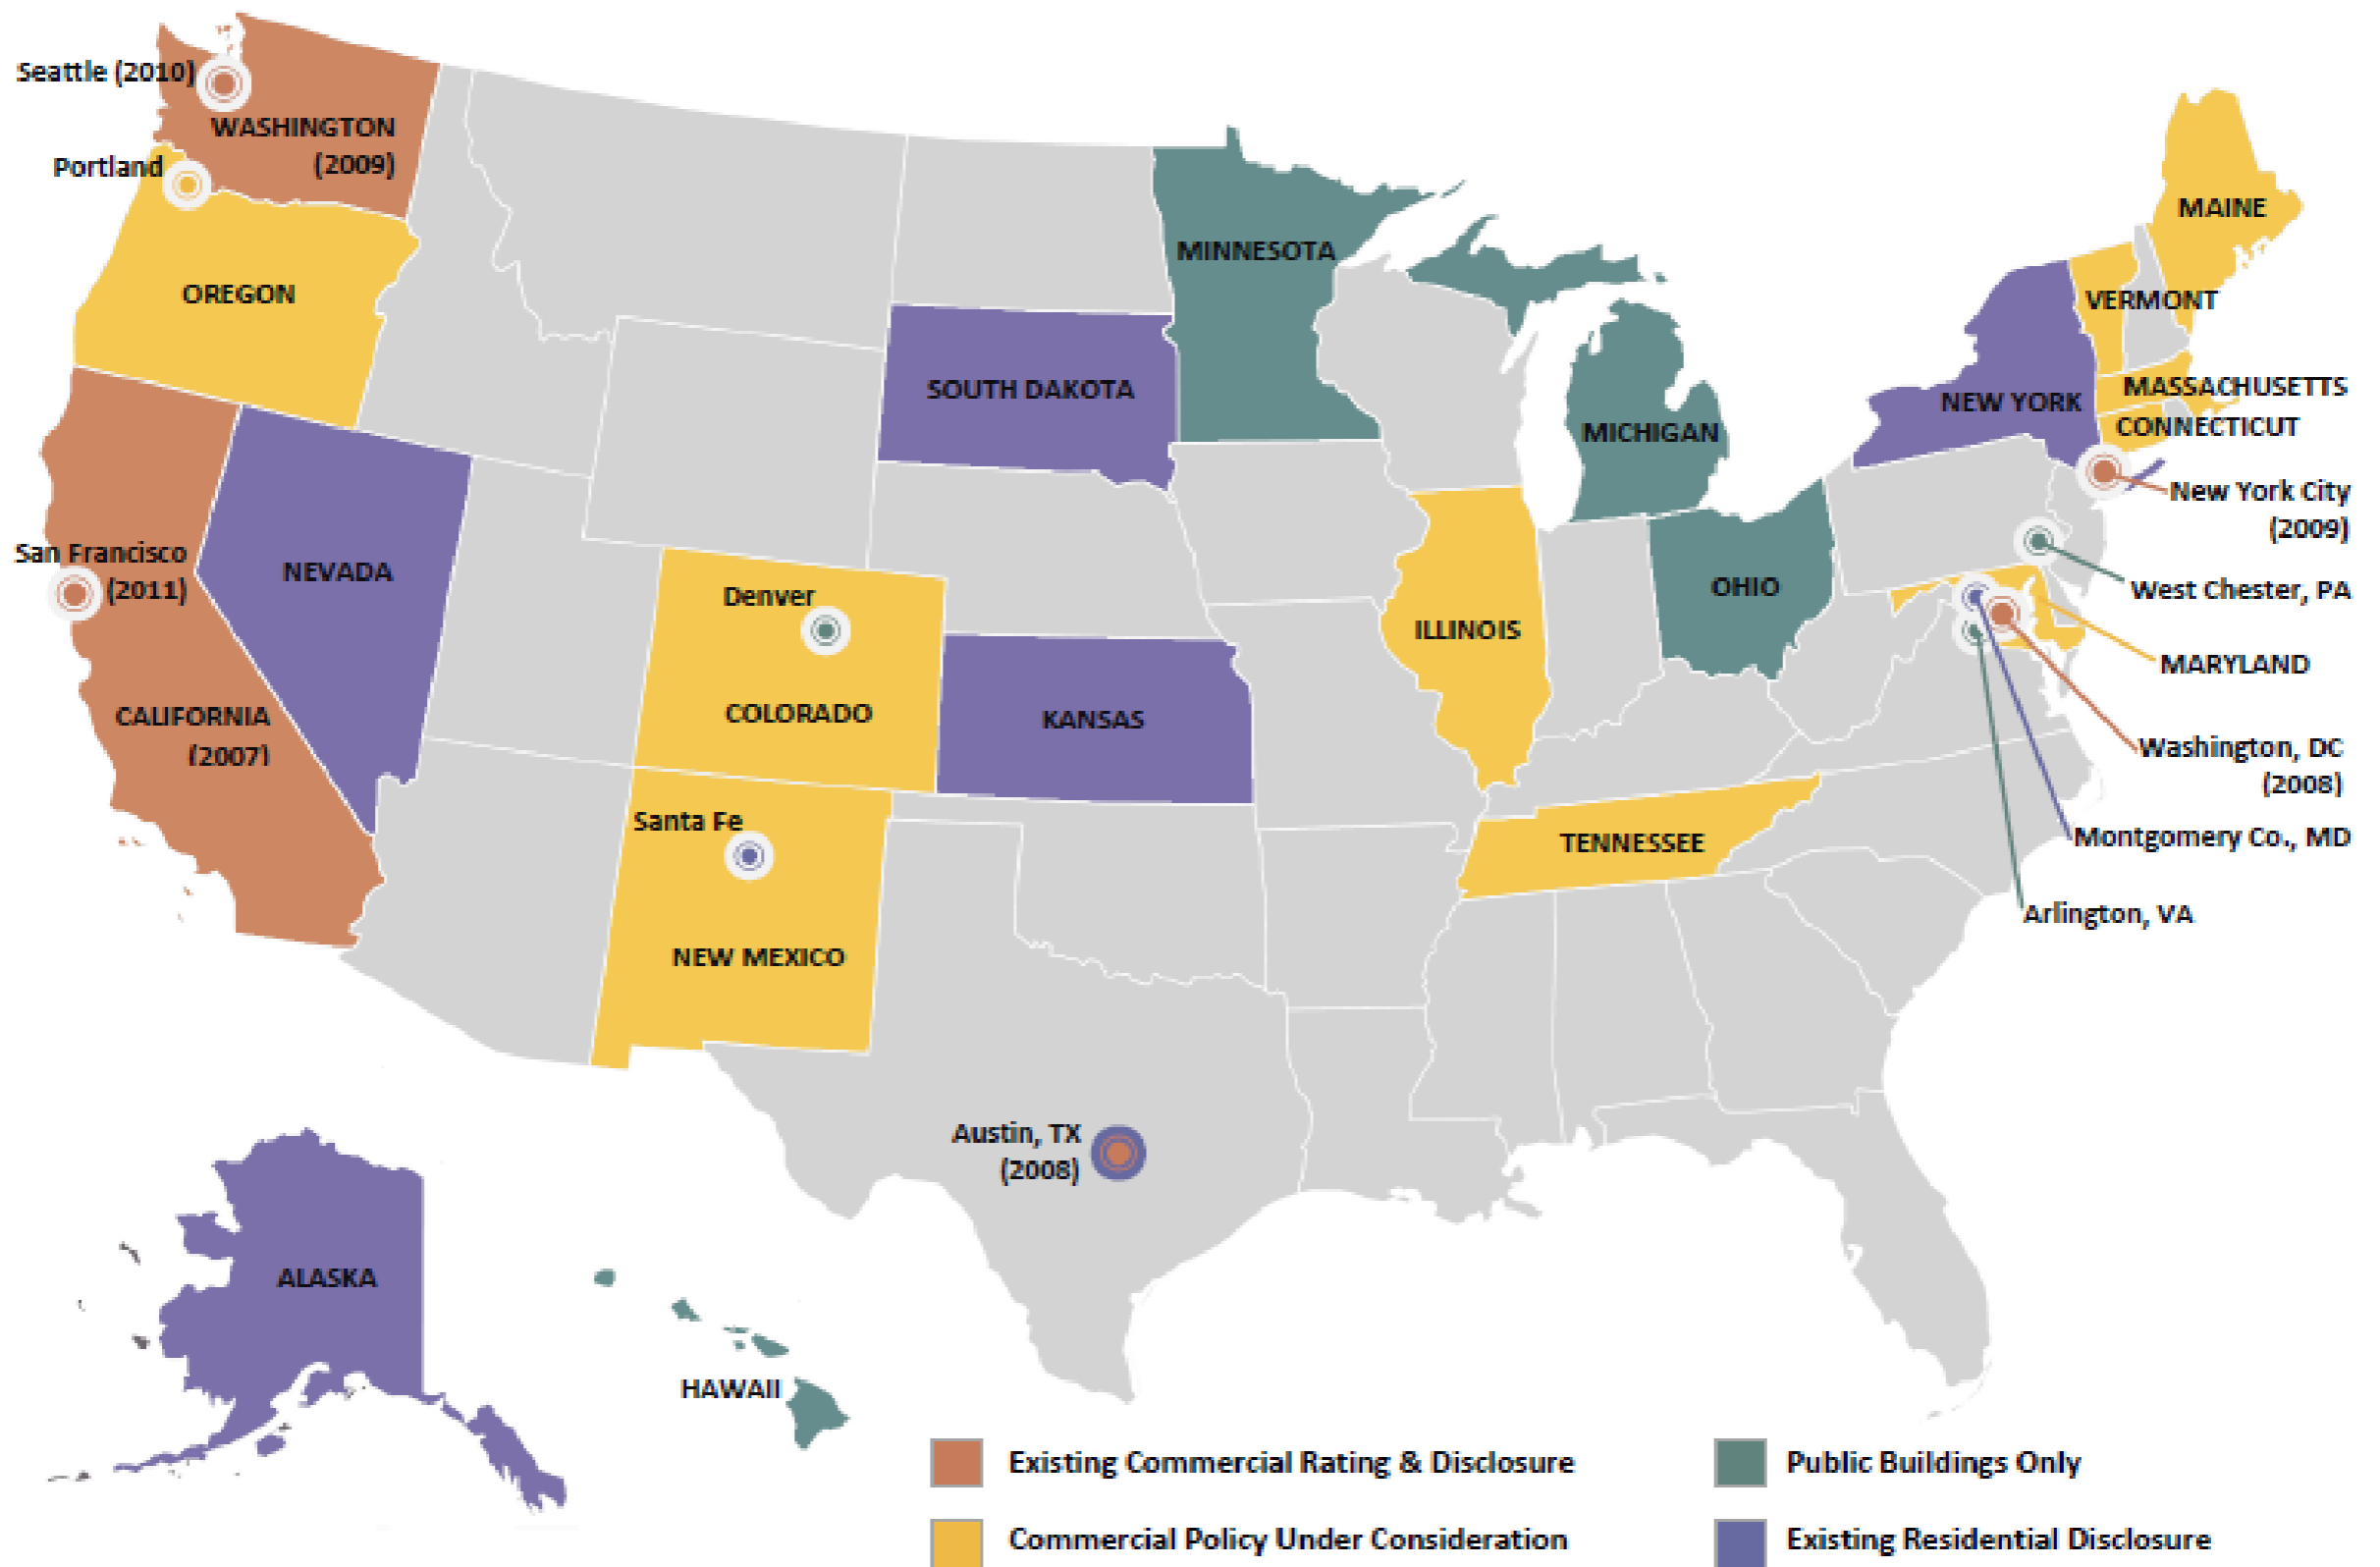 Seattle (2010)
WASHINGTON
(2009)
Portland
OREGON
San Francisco
(2011)
NEVADA
CALIFORNIA
(2007)
MINNESOTA
SOUTH DAKOTA
MICHIGAN
Denver
COLORADO
KANSAS
ILLINOIS
OHIO
Santa Fe
NEW MEXICO
TENNESSEE
MAINE
VERMONT
MASSACHUSETTS
NEW YORK
CONNECTICUT
New York City
(2009)
West Chester, PA
MARYLAND
Washington, DC
(2008)
Montgomery Co., MD
Arlington, VA
Austin, TX
(2008)
ALASKA
HAWAII
Existing Commercial Rating & Disclosure
Public Buildings Only
Commercial Policy Under Consideration
Existing Residential Disclosure